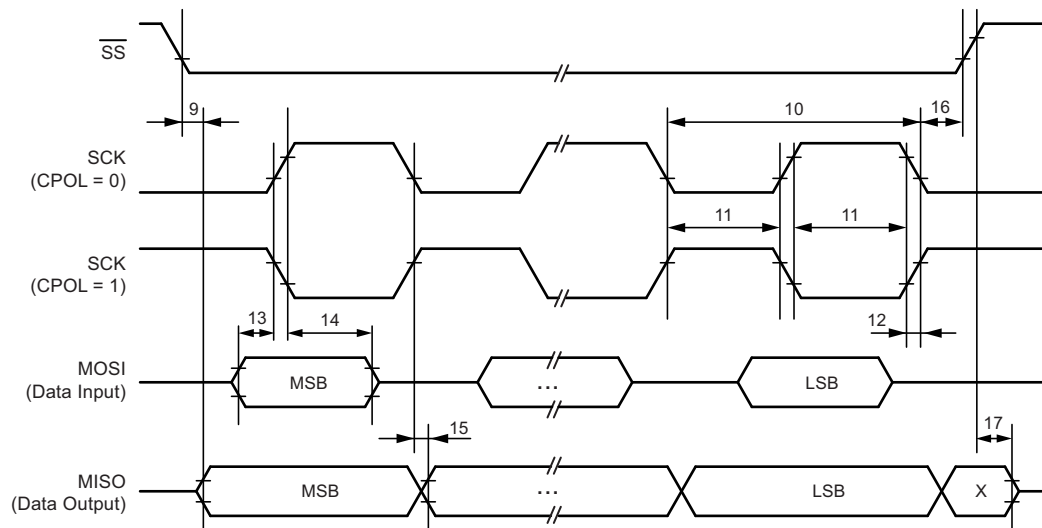 SS
9
10
16
SCK
(CPOL = 0)
11
11
SCK
(CPOL = 1)
13
14
12
MOSI
(Data Input)
MSB
...
LSB
15
17
MISO
(Data Output)
MSB
...
LSB
X